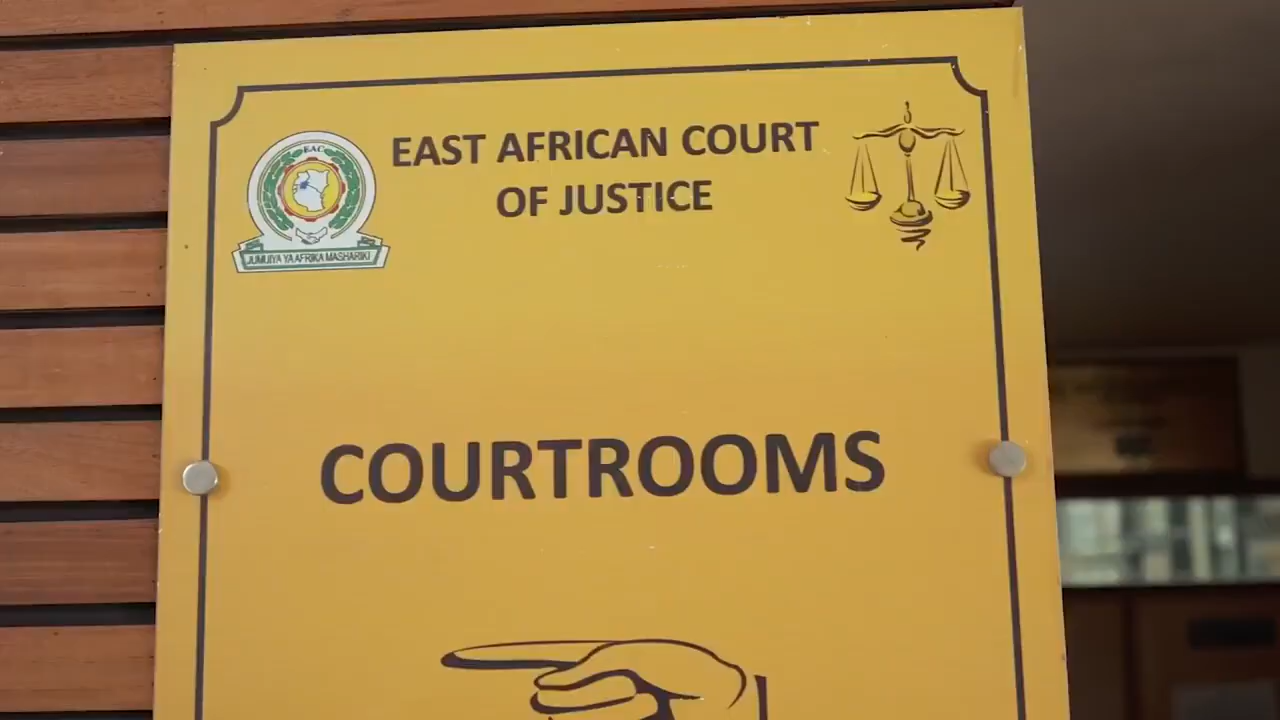 EAST AFRICAN COURT
OF JUSTICE
EAC
JUMUIYA YA AFRIKA MASHARIKI
COURTROOMS